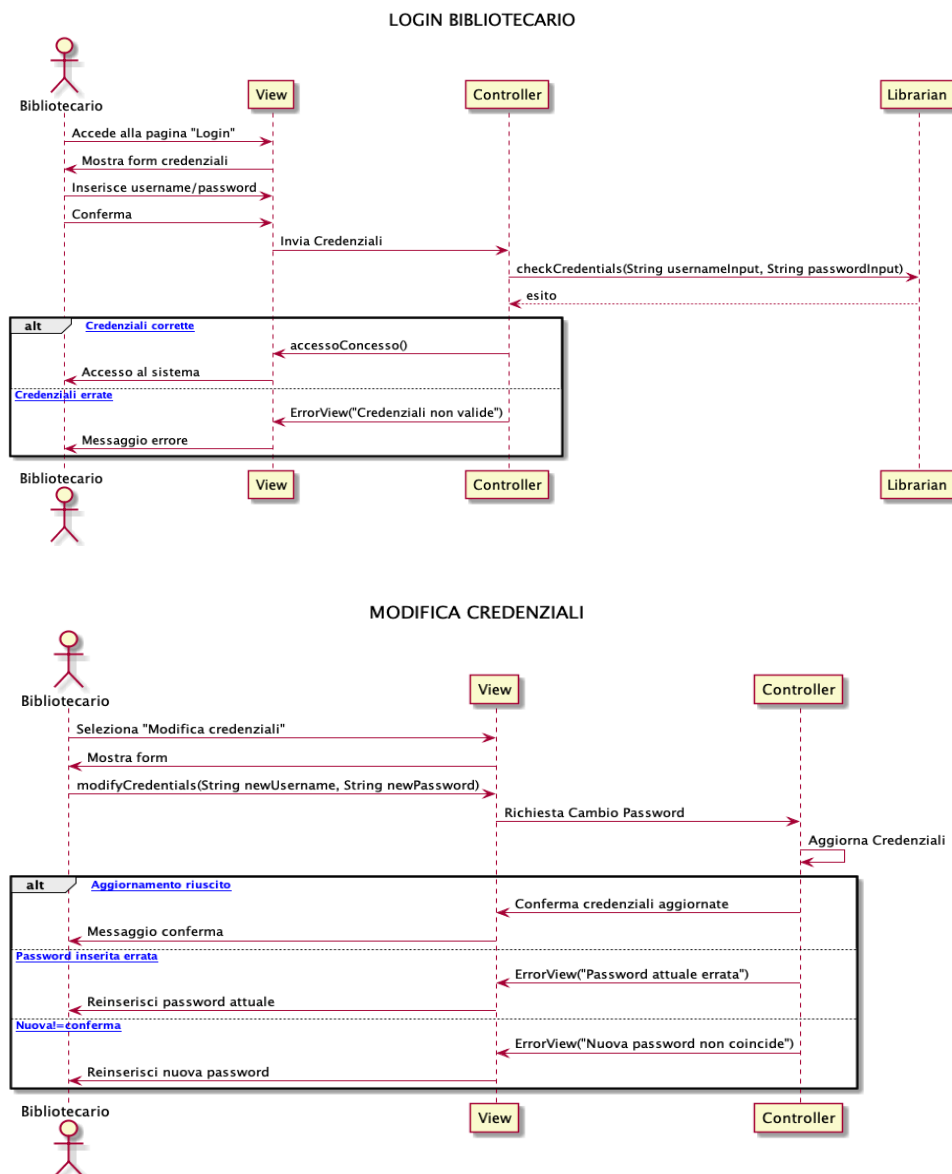 LOGIN BIBLIOTECARIO
Bibliotecario
View
Controller
Librarian
Accede alla pagina "Login"
Mostra form credenziali
Inserisce username/password
Conferma
Invia Credenziali
checkCredentials(String usernameInput, String passwordInput)
esito
alt
Credenziali corrette
accessoConcesso()
Accesso al sistema
Credenziali errate
ErrorView("Credenziali non valide")
Messaggio errore
Bibliotecario
View
Controller
Librarian
MODIFICA CREDENZIALI
Bibliotecario
View
Controller
Seleziona "Modifica credenziali"
Mostra form
modifyCredentials(String newUsername, String newPassword)
Richiesta Cambio Password
Aggiorna Credenziali
alt
Aggiornamento riuscito
Conferma credenziali aggiornate
Messaggio conferma
Password inserita errata
ErrorView("Password attuale errata")
Reinserisci password attuale
Nuova!=conferma
ErrorView("Nuova password non coincide")
Reinserisci nuova password
Bibliotecario
View
Controller